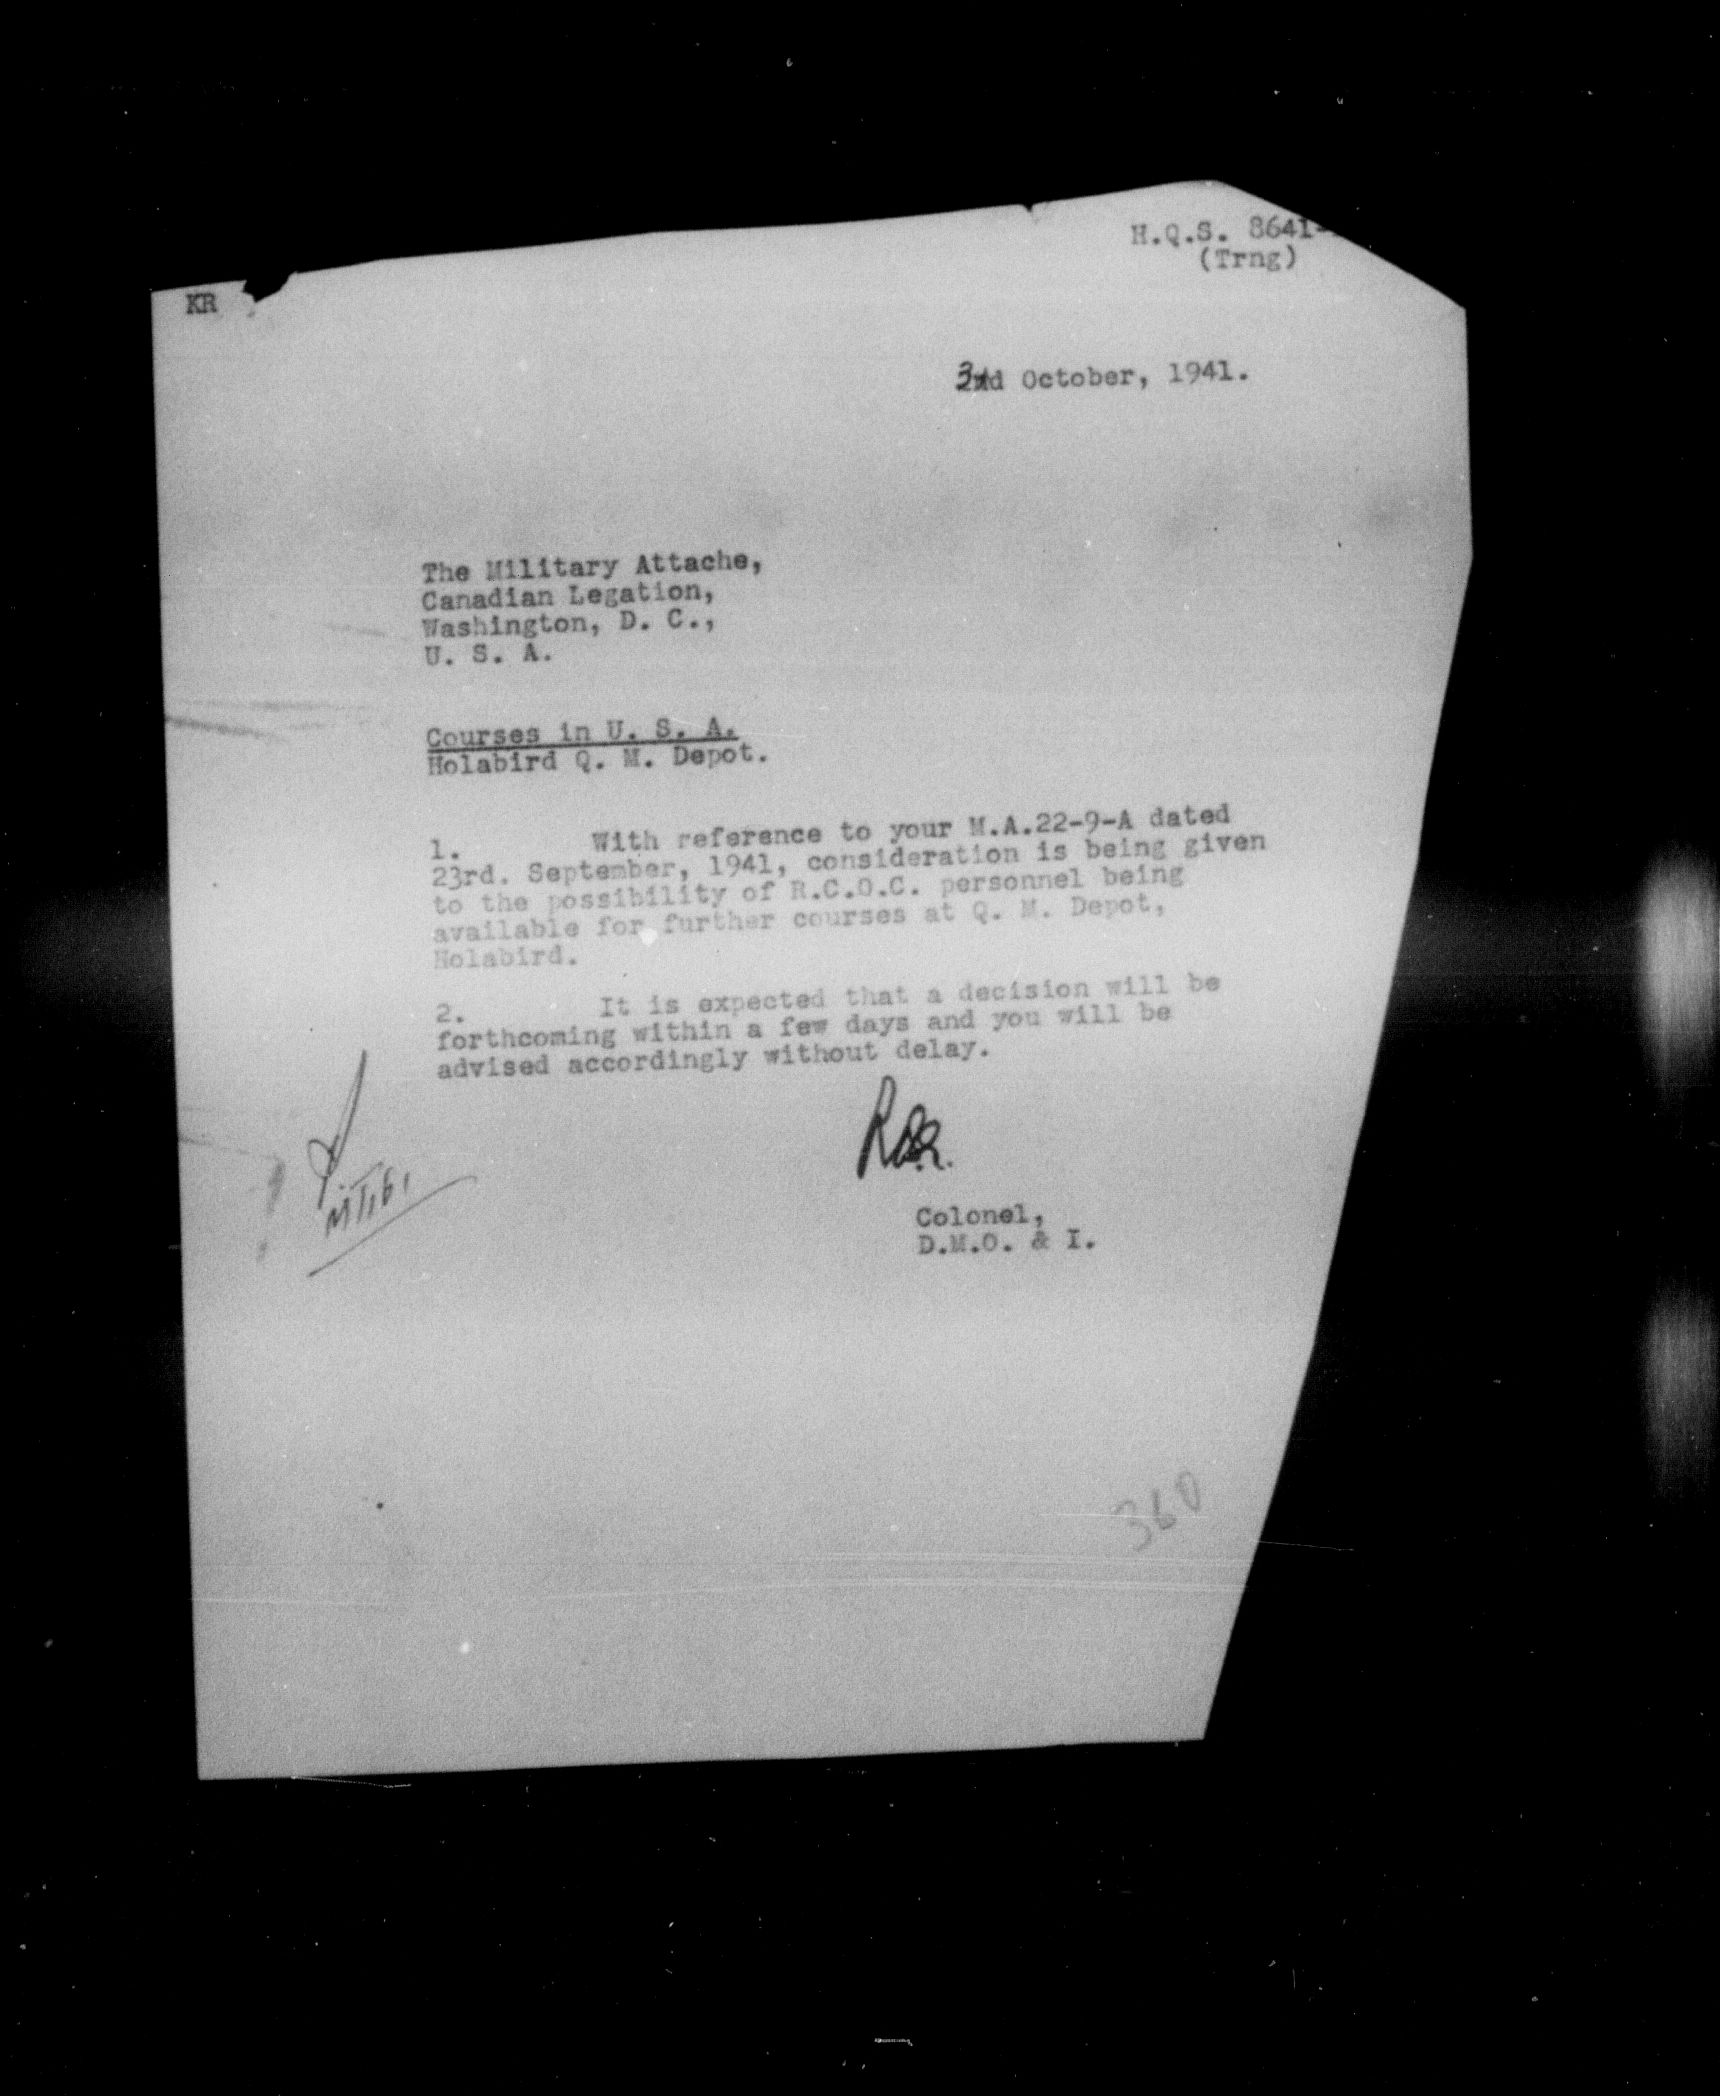 H.Q.S. 8641-
(Trng)
KR
3rd October, 1941.
The Military Attache,
Canadian Legation,
Washington, D. C.,
U. S. A.
Courses in U. S. A.
Holabird Q. M. Depot.
1. With reference to your M.A.22-9-A dated
23rd. September, 1941, consideration is being given
to the possibility of R.C.O.C. personnel being
available for further courses at Q. M. Depot,
Holabird.
2. It is expected that a decision will be
forthcoming within a few days and you will be
advised accordingly without delay.
Colonel,
D.M.O. & I.
360